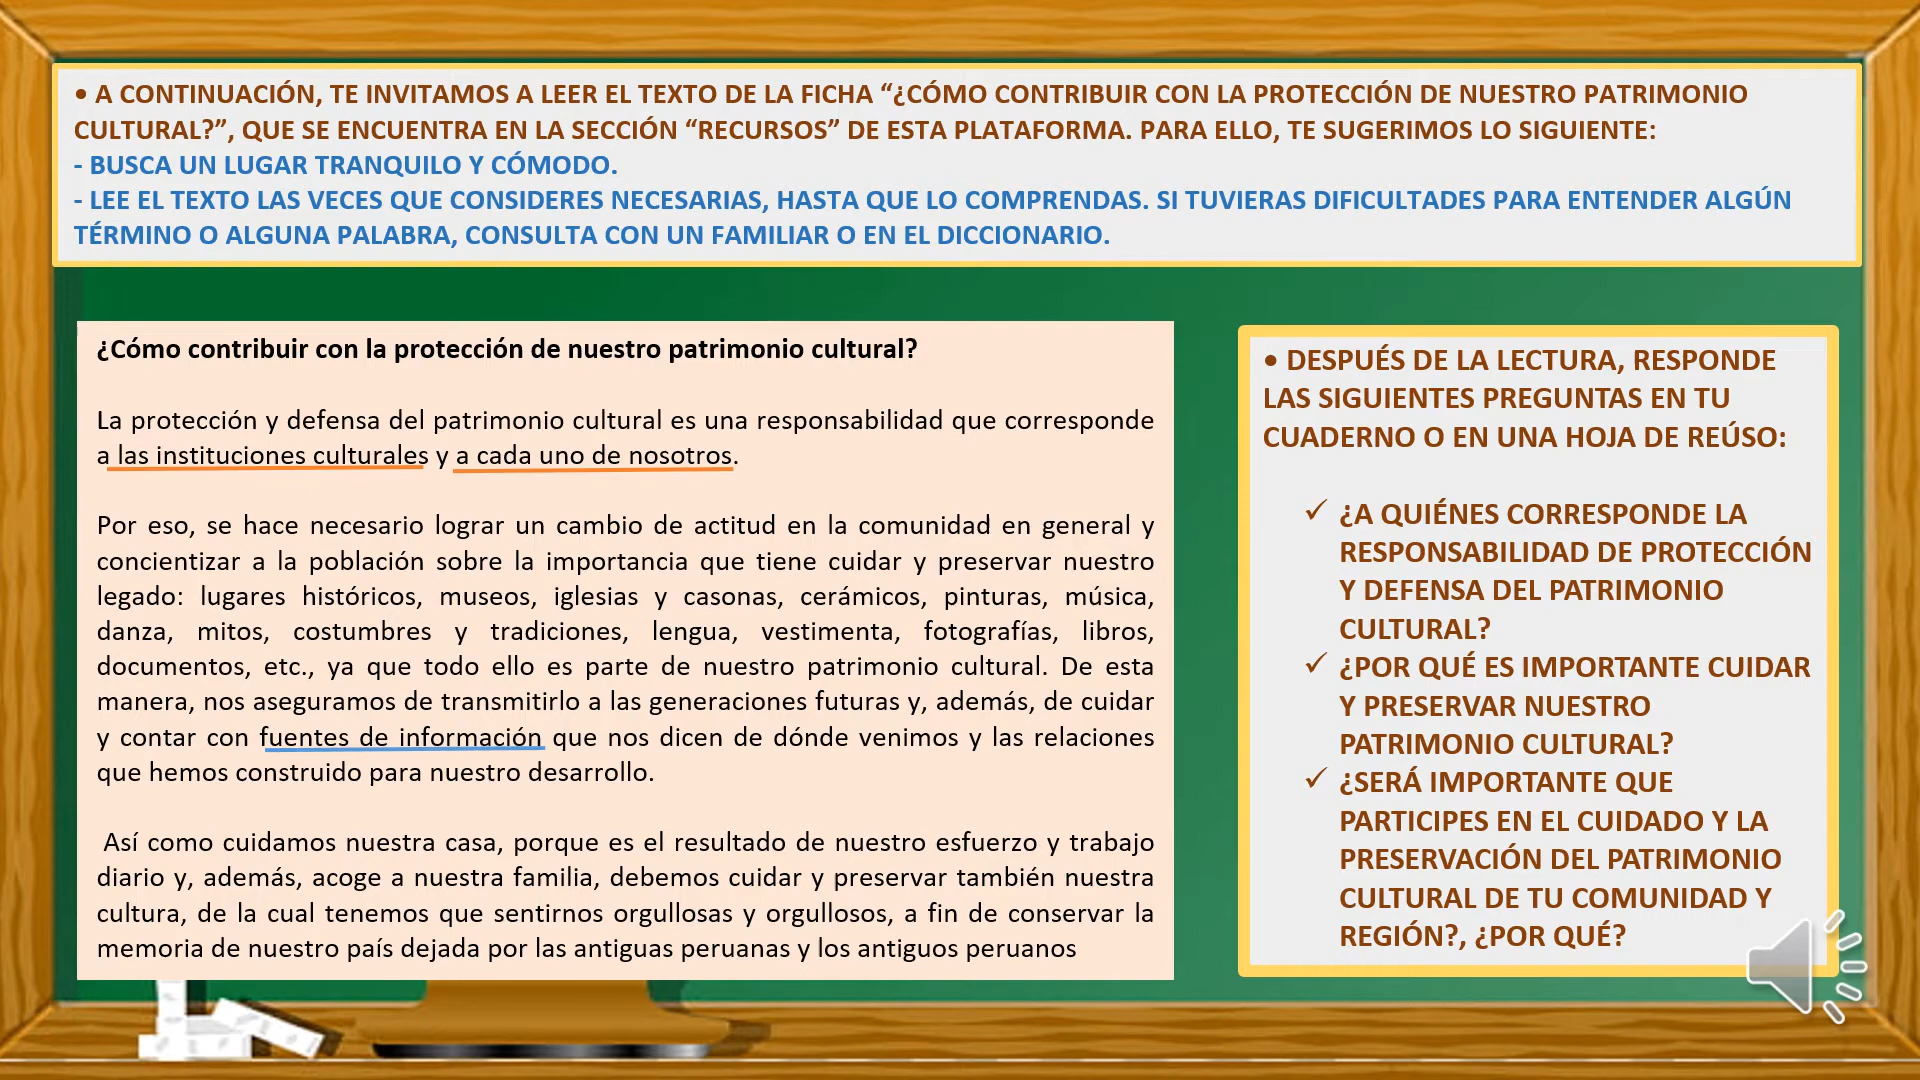 • A CONTINUACIÓN, TE INVITAMOS A LEER EL TEXTO DE LA FICHA “¿CÓMO CONTRIBUIR CON LA PROTECCIÓN DE NUESTRO PATRIMONIO
CULTURAL?”, QUE SE ENCUENTRA EN LA SECCIÓN “RECURSOS” DE ESTA PLATAFORMA. PARA ELLO, TE SUGERIMOS LO SIGUIENTE:
- BUSCA UN LUGAR TRANQUILO Y CÓMODO.
- LEE EL TEXTO LAS VECES QUE CONSIDERES NECESARIAS, HASTA QUE LO COMPRENDAS. SI TUVIERAS DIFICULTADES PARA ENTENDER ALGÚN
TÉRMINO O ALGUNA PALABRA, CONSULTA CON UN FAMILIAR O EN EL DICCIONARIO.
¿Cómo contribuir con la protección de nuestro patrimonio cultural?
La protección y defensa del patrimonio cultural es una responsabilidad que corresponde
a las instituciones culturales y a cada uno de nosotros.
Por eso, se hace necesario lograr un cambio de actitud en la comunidad en general y
concientizar a la población sobre la importancia que tiene cuidar y preservar nuestro
legado: lugares históricos, museos, iglesias y casonas, cerámicos, pinturas, música,
danza, mitos, costumbres y tradiciones, lengua, vestimenta, fotografías, libros,
documentos, etc., ya que todo ello es parte de nuestro patrimonio cultural. De esta
manera, nos aseguramos de transmitirlo a las generaciones futuras y, además, de cuidar
y contar con fuentes de información que nos dicen de dónde venimos y las relaciones
que hemos construido para nuestro desarrollo.
Así como cuidamos nuestra casa, porque es el resultado de nuestro esfuerzo y trabajo
diario y, además, acoge a nuestra familia, debemos cuidar y preservar también nuestra
cultura, de la cual tenemos que sentirnos orgullosas y orgullosos, a fin de conservar la
memoria de nuestro país dejada por las antiguas peruanas y los antiguos peruanos
• DESPUÉS DE LA LECTURA, RESPONDE
LAS SIGUIENTES PREGUNTAS EN TU
CUADERNO O EN UNA HOJA DE REÚSO:
✓ ¿A QUIÉNES CORRESPONDE LA
RESPONSABILIDAD DE PROTECCIÓN
Y DEFENSA DEL PATRIMONIO
CULTURAL?
✓ ¿POR QUÉ ES IMPORTANTE CUIDAR
Y PRESERVAR NUESTRO
PATRIMONIO CULTURAL?
✓ ¿SERÁ IMPORTANTE QUE
PARTICIPES EN EL CUIDADO Y LA
PRESERVACIÓN DEL PATRIMONIO
CULTURAL DE TU COMUNIDAD Y
REGIÓN?, ¿POR QUÉ?